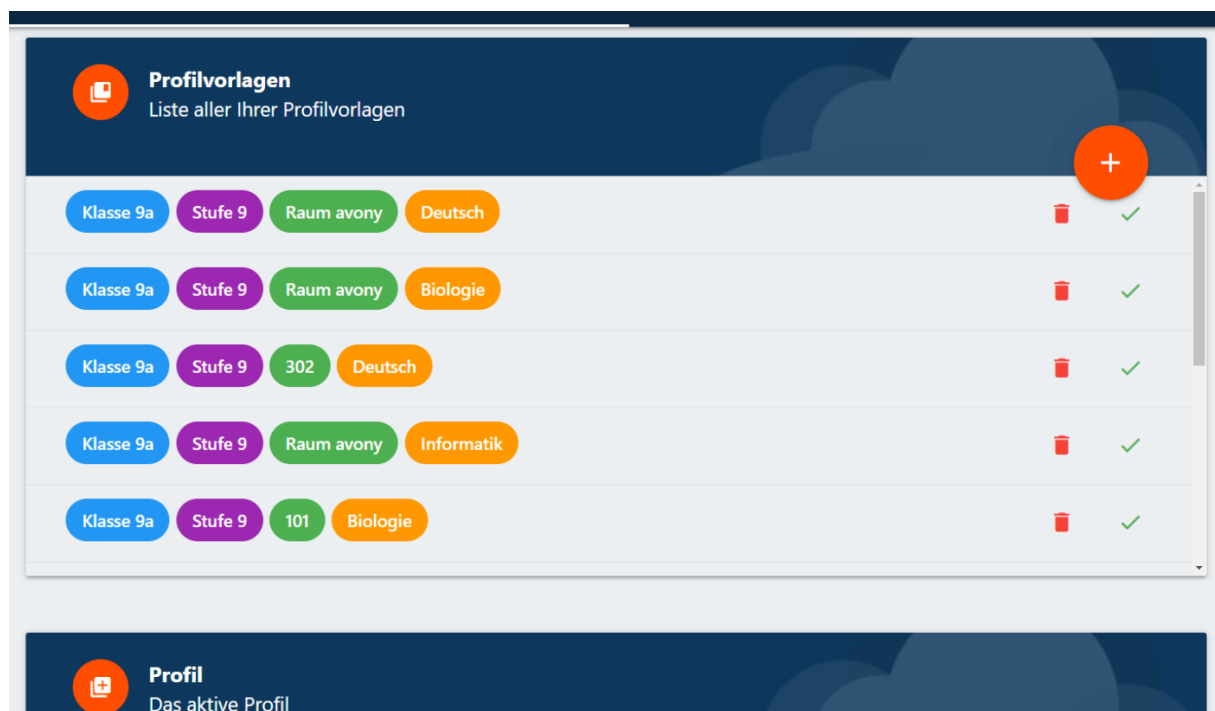 Profilvorlagen
Liste aller Ihrer Profilvorlagen
Klasse 9a Stufe 9 Raum avony Deutsch
Klasse 9a Stufe 9 Raum avony Biologie
Klasse 9a Stufe 9 302 Deutsch
Klasse 9a Stufe 9 Raum avony Informatik
Klasse 9a Stufe 9 101 Biologie
Profil
Das aktive Profil